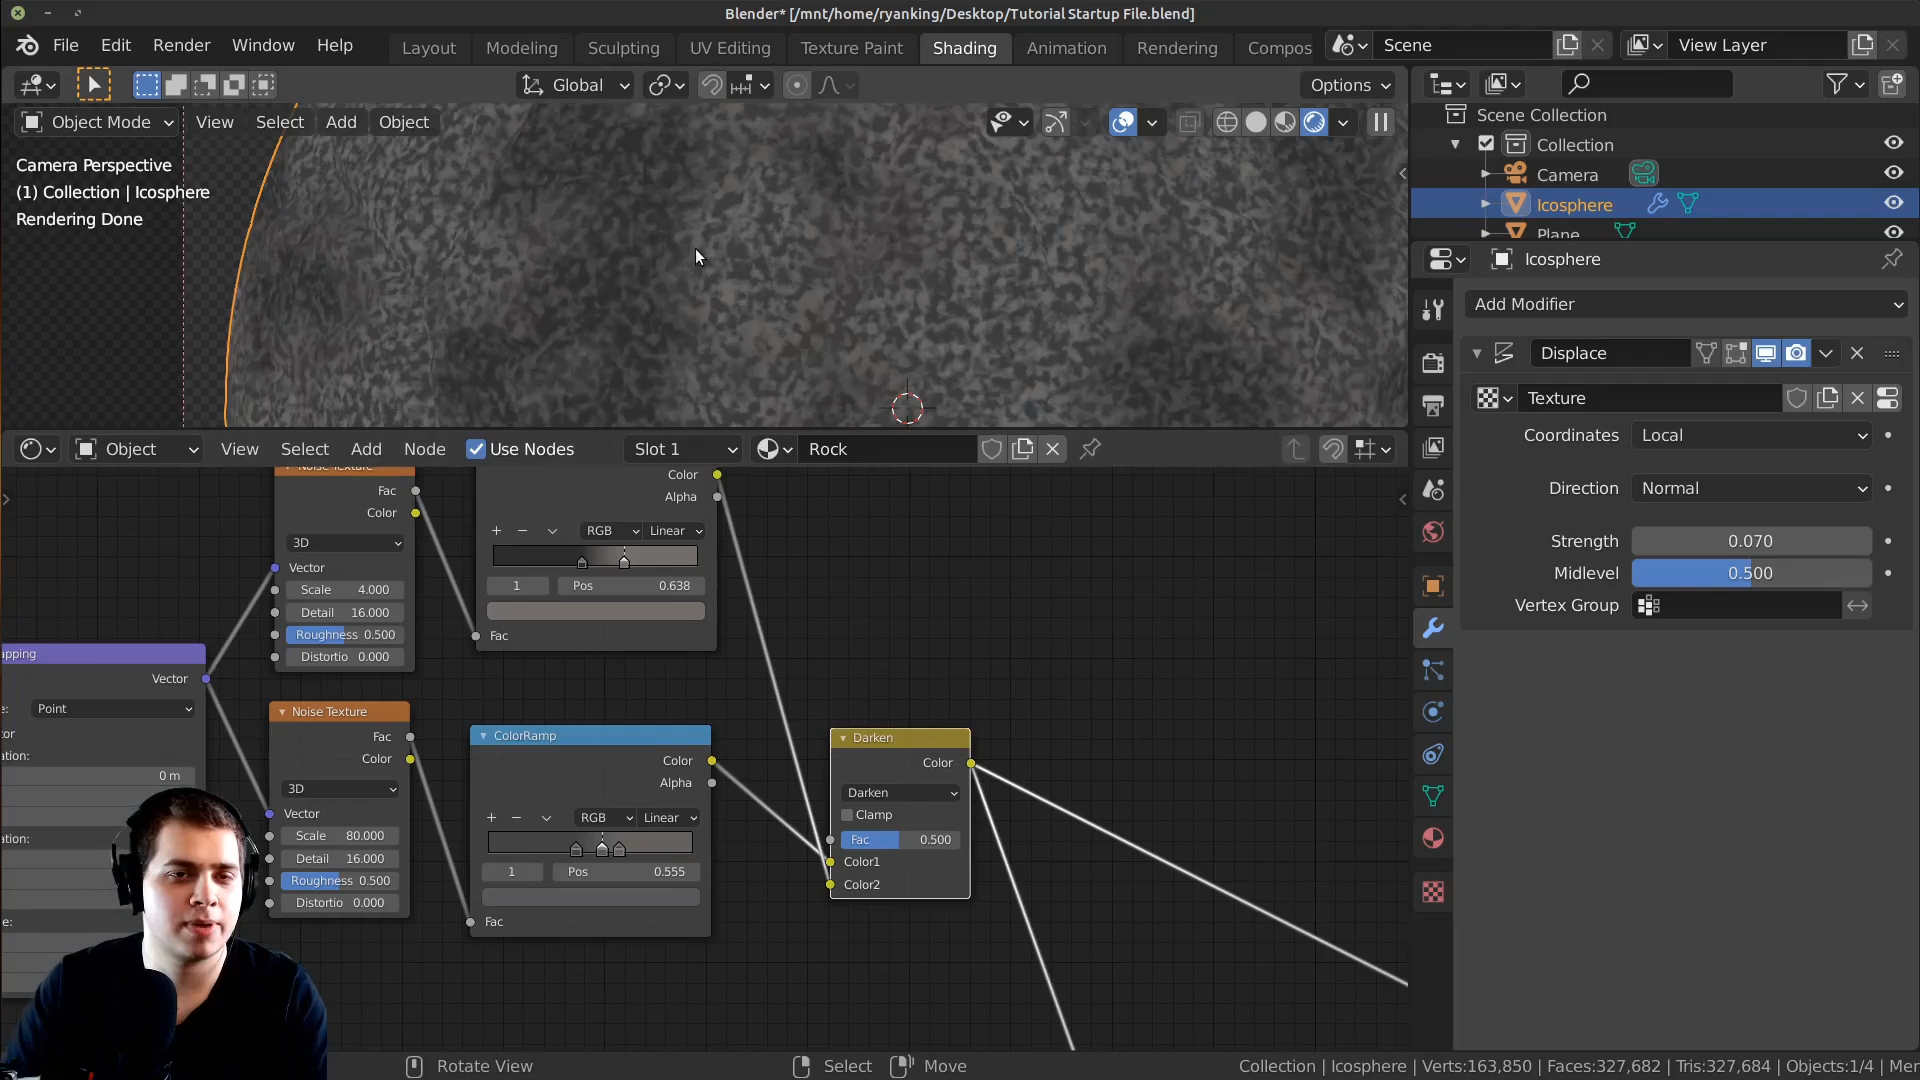 Blender* [/mnt/home/ryanking/Desktop/Tutorial Startup File.blend]
File Edit Render Window Help Layout Modeling Sculpting UV Editing Texture Paint Shading Animation Rendering Compos Scene View Layer
Global Options
Object Mode View Select Add Object
Camera Perspective
(1) Collection | Icosphere
Rendering Done
Scene Collection
Collection
Camera
Icosphere
Plane
Icosphere
Add Modifier
Displace
Texture
Coordinates Local
Direction Normal
Strength 0.070
Midlevel 0.500
Vertex Group
Object View Select Add Node Use Nodes Slot 1 Rock
Noise Texture
Fac
Color
3D
Vector
Scale 4.000
Detail 16.000
Roughness 0.500
Distortio 0.000
Color
Alpha
RGB Linear
1 Pos 0.638
Fac
apping
Vector
e: Point
or
ation:
0 m
ation:
e:
Noise Texture
Fac
Color
3D
Vector
Scale 80.000
Detail 16.000
Roughness 0.500
Distortio 0.000
ColorRamp
Color
Alpha
RGB Linear
1 Pos 0.555
Fac
Darken
Color
Darken
Clamp
Fac 0.500
Color1
Color2
Rotate View Select Move Collection | Icosphere | Verts:163,850 | Faces:327,682 | Tris:327,684 | Objects:1/4 | Mer